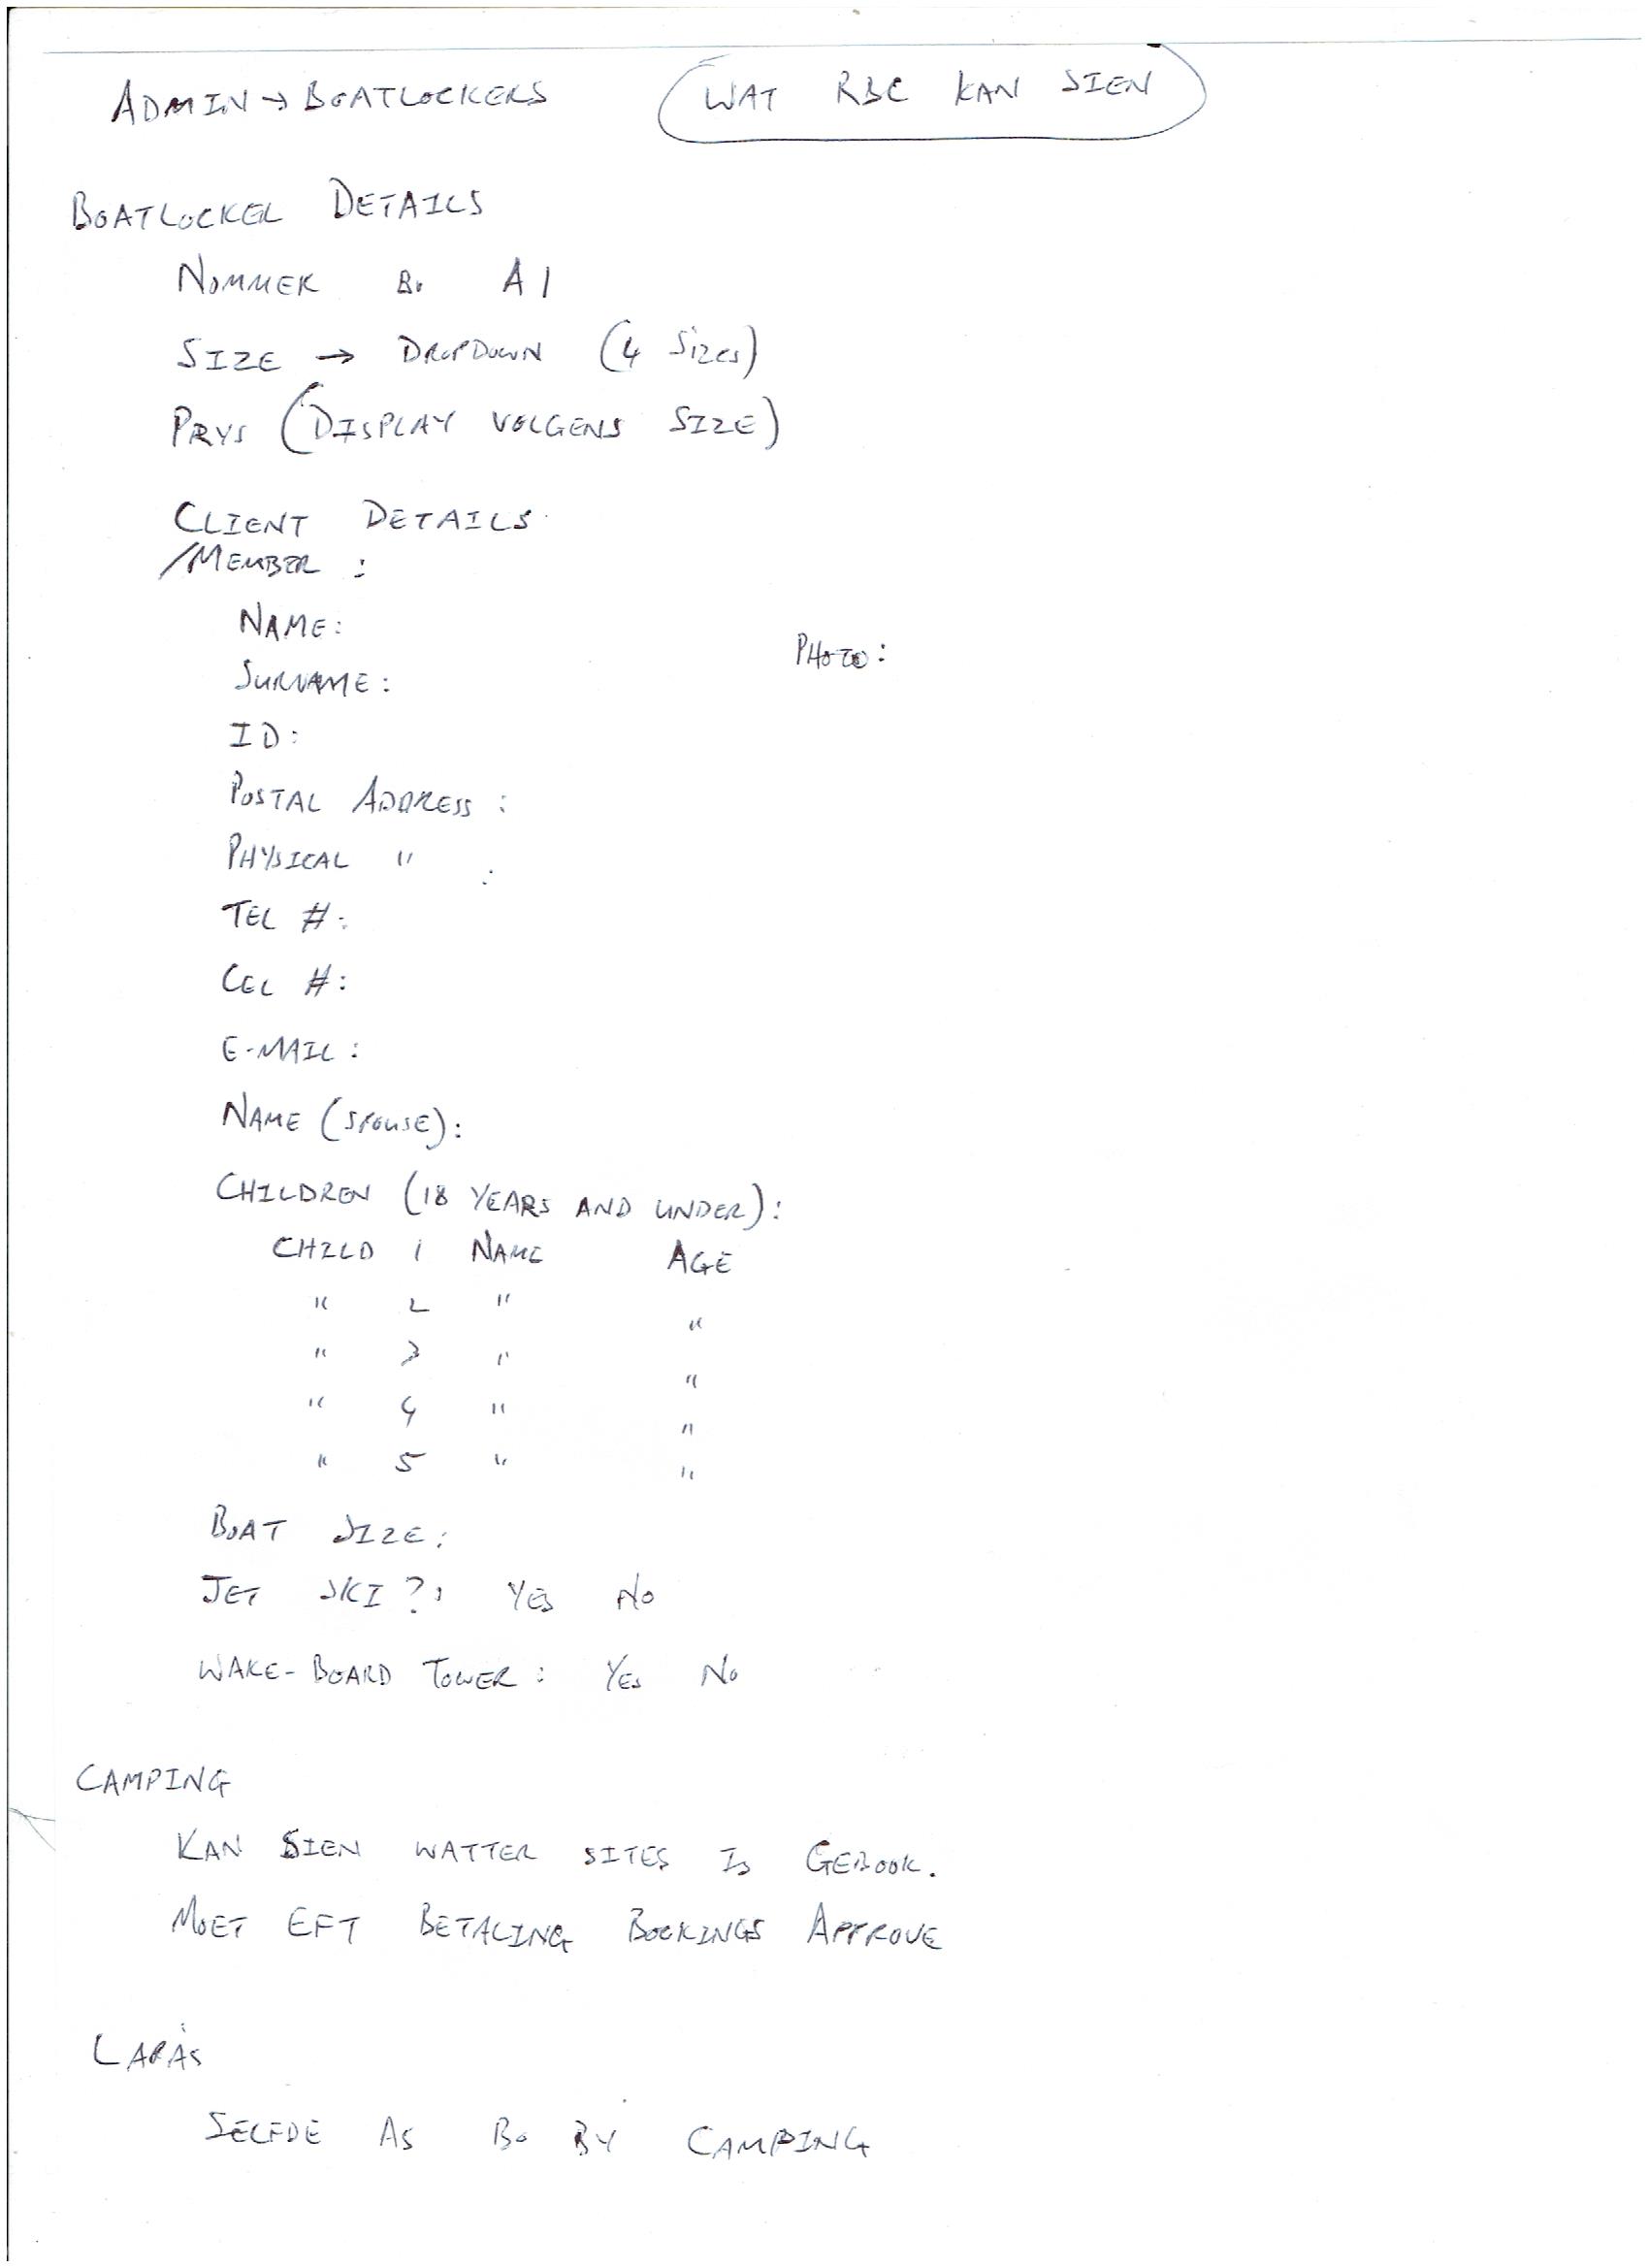 ADMIN → BOATLOCKERS
WAT RBC KAN SIEN
BOATLOCKER DETAILS
NOMMER Bo A1
SIZE → DROPDOWN (4 Sizes)
PRYS (DISPLAY VOLGENS SIZE)
CLIENT DETAILS
/MEMBER :
NAME:
PHOTO:
SURNAME:
ID:
POSTAL ADDRESS :
PHYSICAL " :
TEL #:
CEL #:
E-MAIL:
NAME (SPOUSE):
CHILDREN (18 YEARS AND UNDER):
CHILD 1 NAME AGE
" 2 " "
" 3 " "
" 4 " "
" 5 " "
BOAT SIZE:
JET SKI?: YES NO
WAKE-BOARD TOWER: YES NO
CAMPING
KAN SIEN WATTER SITES IS GEBOOK.
MOET EFT BETALING BOOKINGS APPROVE
LAPAS
SELFDE AS Bo BY CAMPING